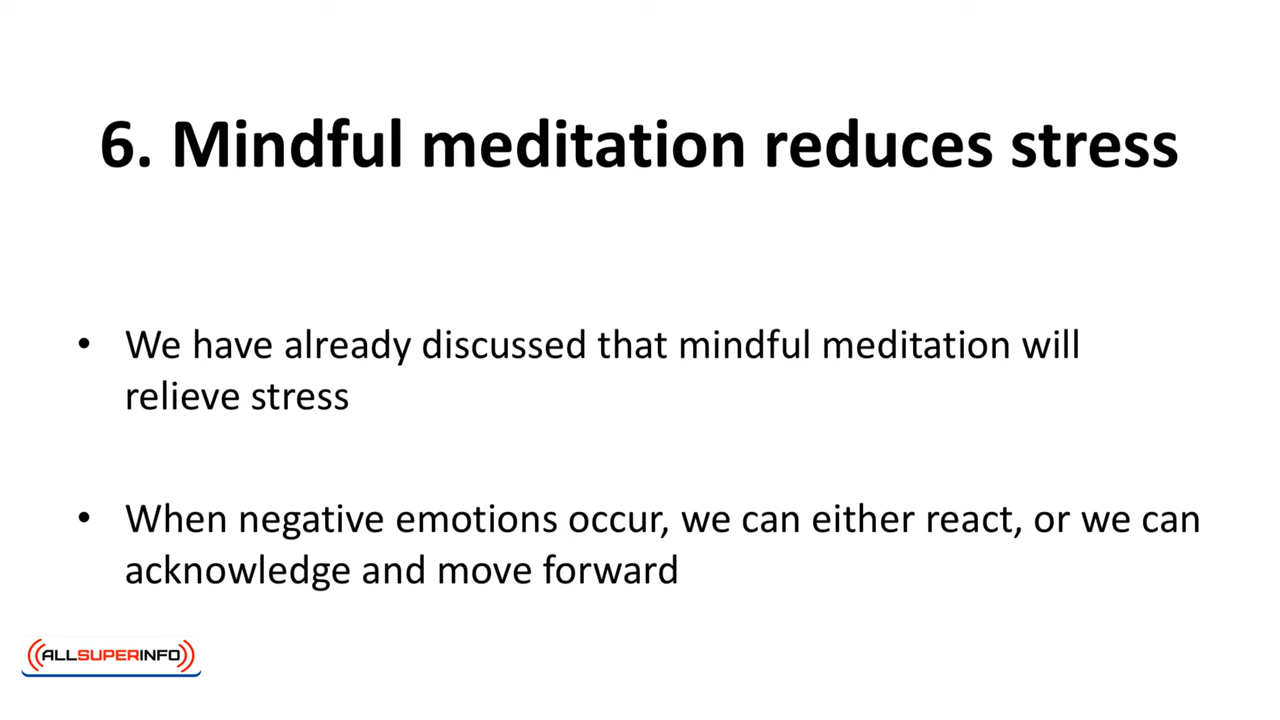 6. Mindful meditation reduces stress
• We have already discussed that mindful meditation will
relieve stress
• When negative emotions occur, we can either react, or we can
acknowledge and move forward
((ALLSUPERINFO))